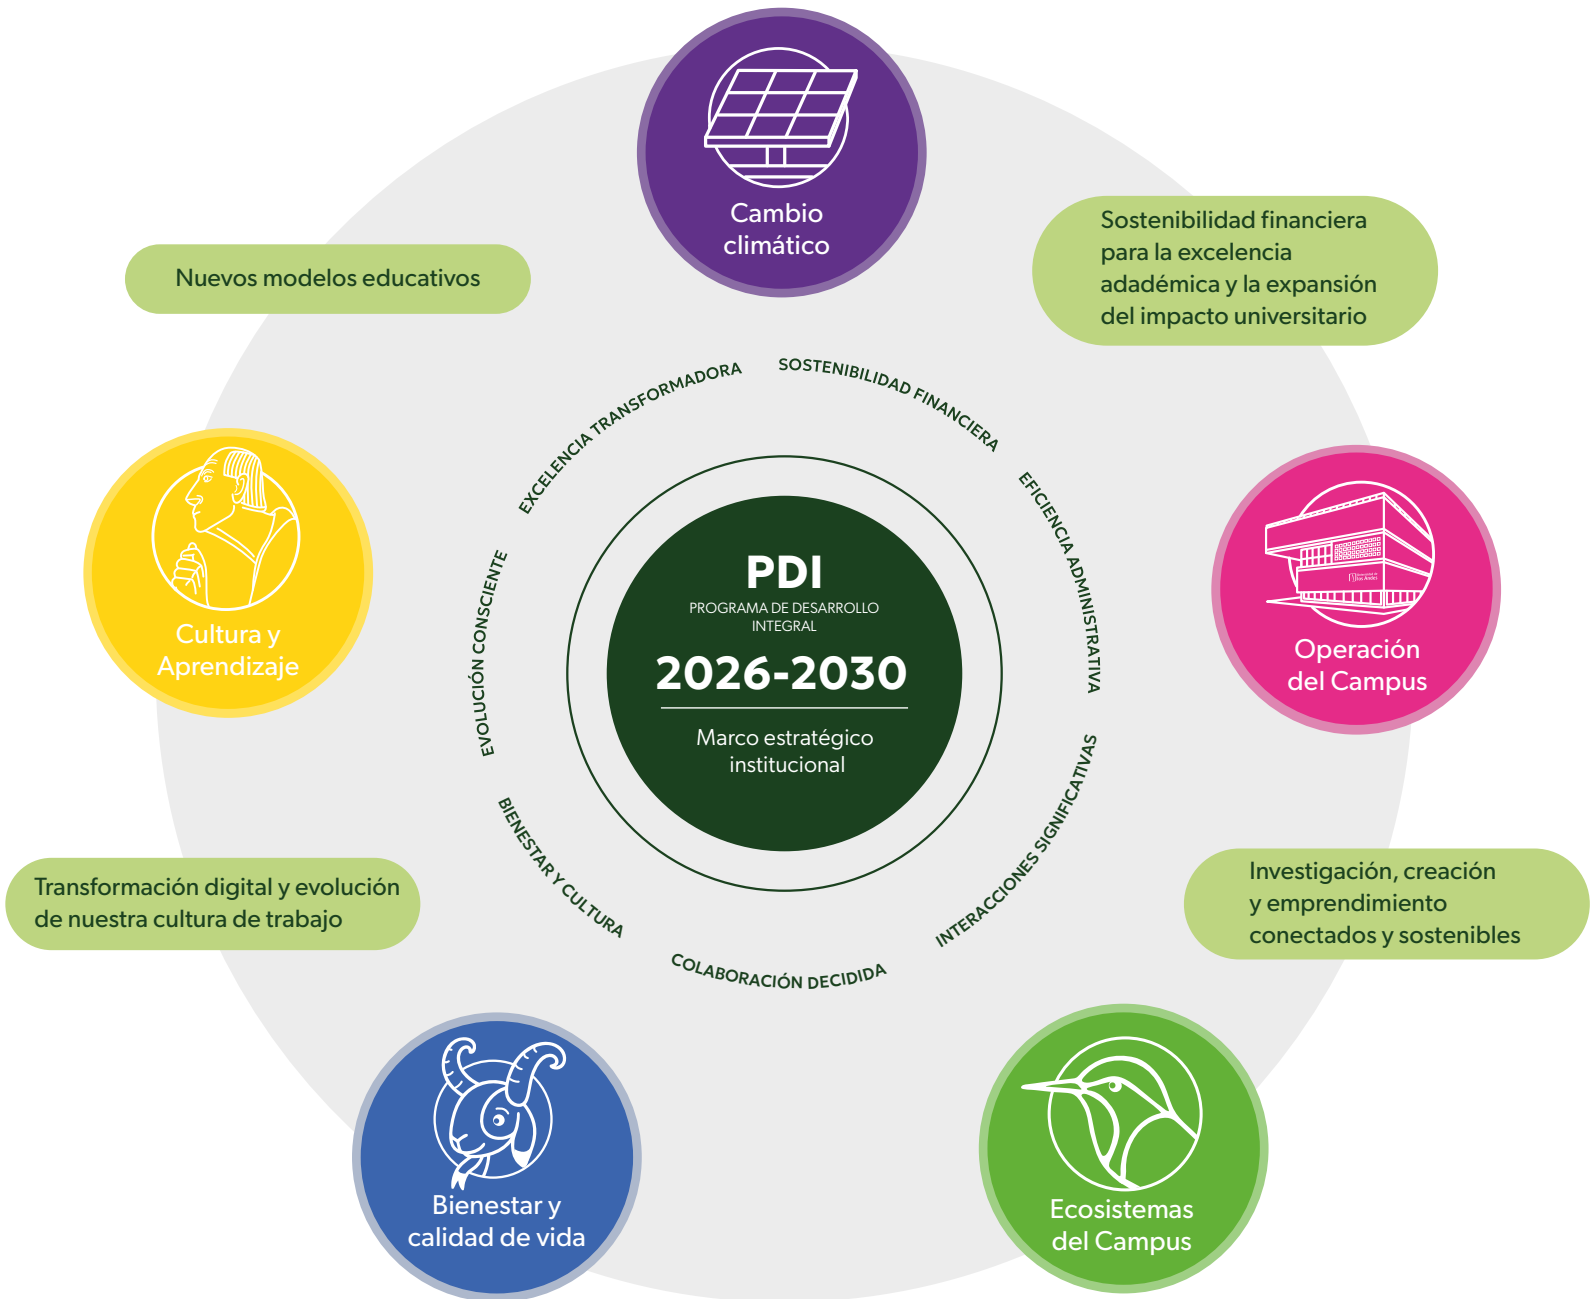 Cambio
climático
Nuevos modelos educativos
Sostenibilidad financiera
para la excelencia
adadémica y la expansión
del impacto universitario
EXCELENCIA TRANSFORMADORA
SOSTENIBILIDAD FINANCIERA
EFICIENCIA ADMINISTRATIVA
INTERACCIONES SIGNIFICATIVAS
COLABORACIÓN DECIDIDA
BIENESTAR Y CULTURA
EVOLUCIÓN CONSCIENTE
PDI
PROGRAMA DE DESARROLLO
INTEGRAL
2026-2030
Marco estratégico
institucional
Cultura y
Aprendizaje
los Andes
Operación
del Campus
Transformación digital y evolución
de nuestra cultura de trabajo
Investigación, creación
y emprendimiento
conectados y sostenibles
Bienestar y
calidad de vida
Ecosistemas
del Campus